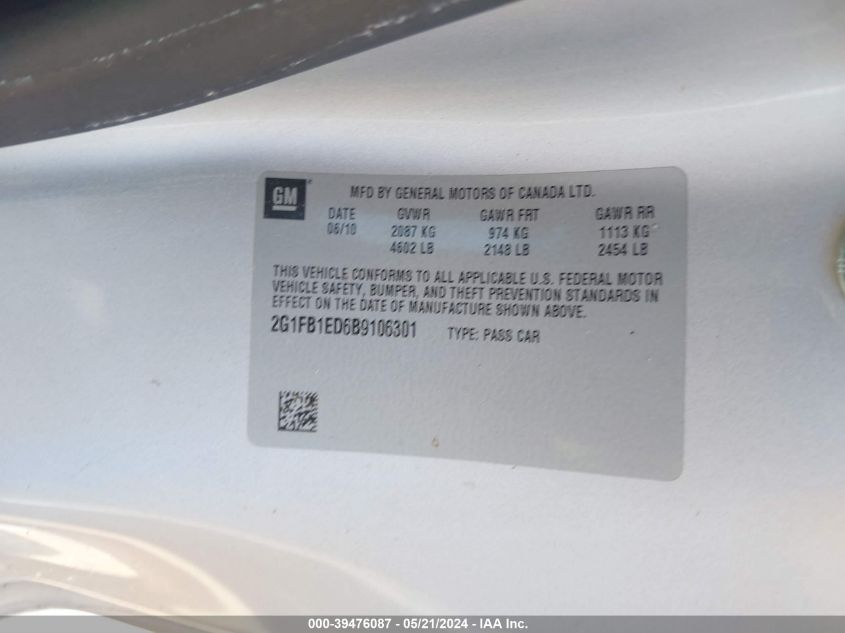 GM
MFD BY GENERAL MOTORS OF CANADA LTD.
DATE GVWR GAWR FRT GAWR RR
06/10 2087 KG 974 KG 1113 KG
4602 LB 2148 LB 2454 LB
THIS VEHICLE CONFORMS TO ALL APPLICABLE U.S. FEDERAL MOTOR
VEHICLE SAFETY, BUMPER, AND THEFT PREVENTION STANDARDS IN
EFFECT ON THE DATE OF MANUFACTURE SHOWN ABOVE.
2G1FB1ED6B9106301 TYPE: PASS CAR
000-39476087 - 05/21/2024 - IAA Inc.